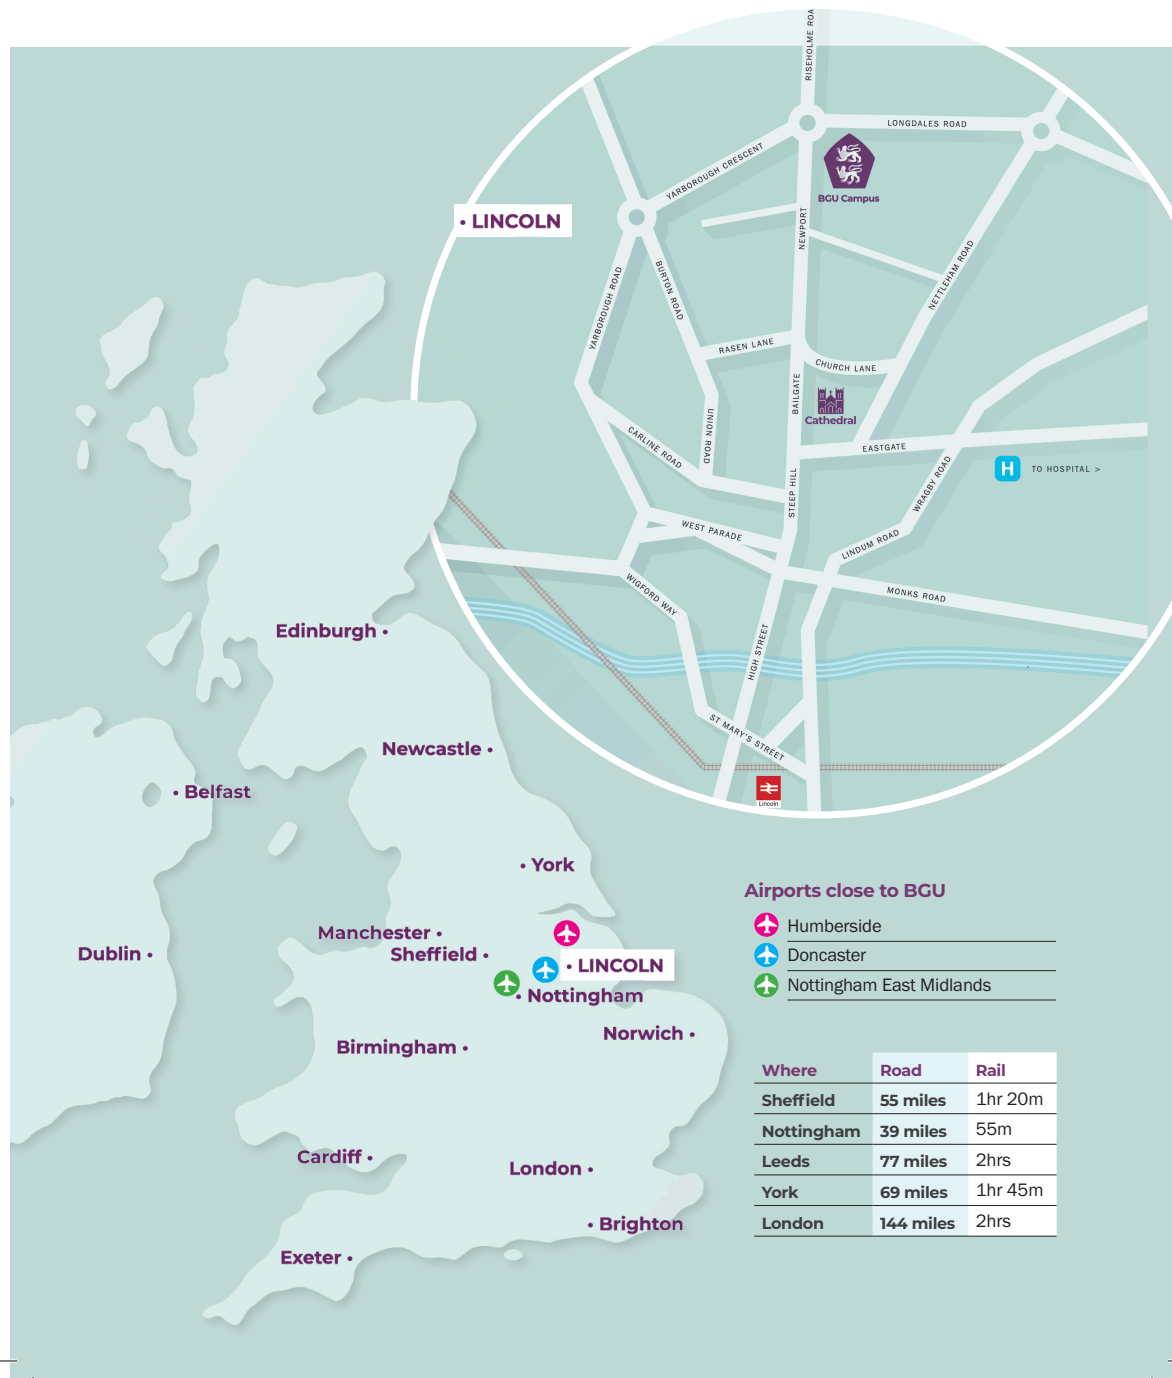 RISEHOLME ROA
LONGDALES ROAD
YARBOROUGH CRESCENT
BGU Campus
• LINCOLN
NEWPORT
NETTLEHAM ROAD
BURTON ROAD
YARBOROUGH ROAD
RASEN LANE
CHURCH LANE
BAILGATE
Cathedral
UNION ROAD
CARLINE ROAD
EASTGATE
H TO HOSPITAL >
STEEP HILL
WRAGBY ROAD
WEST PARADE
LINDUM ROAD
WIGFORD WAY
MONKS ROAD
HIGH STREET
ST MARY'S STREET
Lincoln
Edinburgh •
Newcastle •
• Belfast
• York
Manchester •
Sheffield •
Dublin •
• LINCOLN
• Nottingham
Norwich •
Birmingham •
Cardiff •
London •
• Brighton
Exeter •
Airports close to BGU
Humberside
Doncaster
Nottingham East Midlands
Where Road Rail
Sheffield 55 miles 1hr 20m
Nottingham 39 miles 55m
Leeds 77 miles 2hrs
York 69 miles 1hr 45m
London 144 miles 2hrs